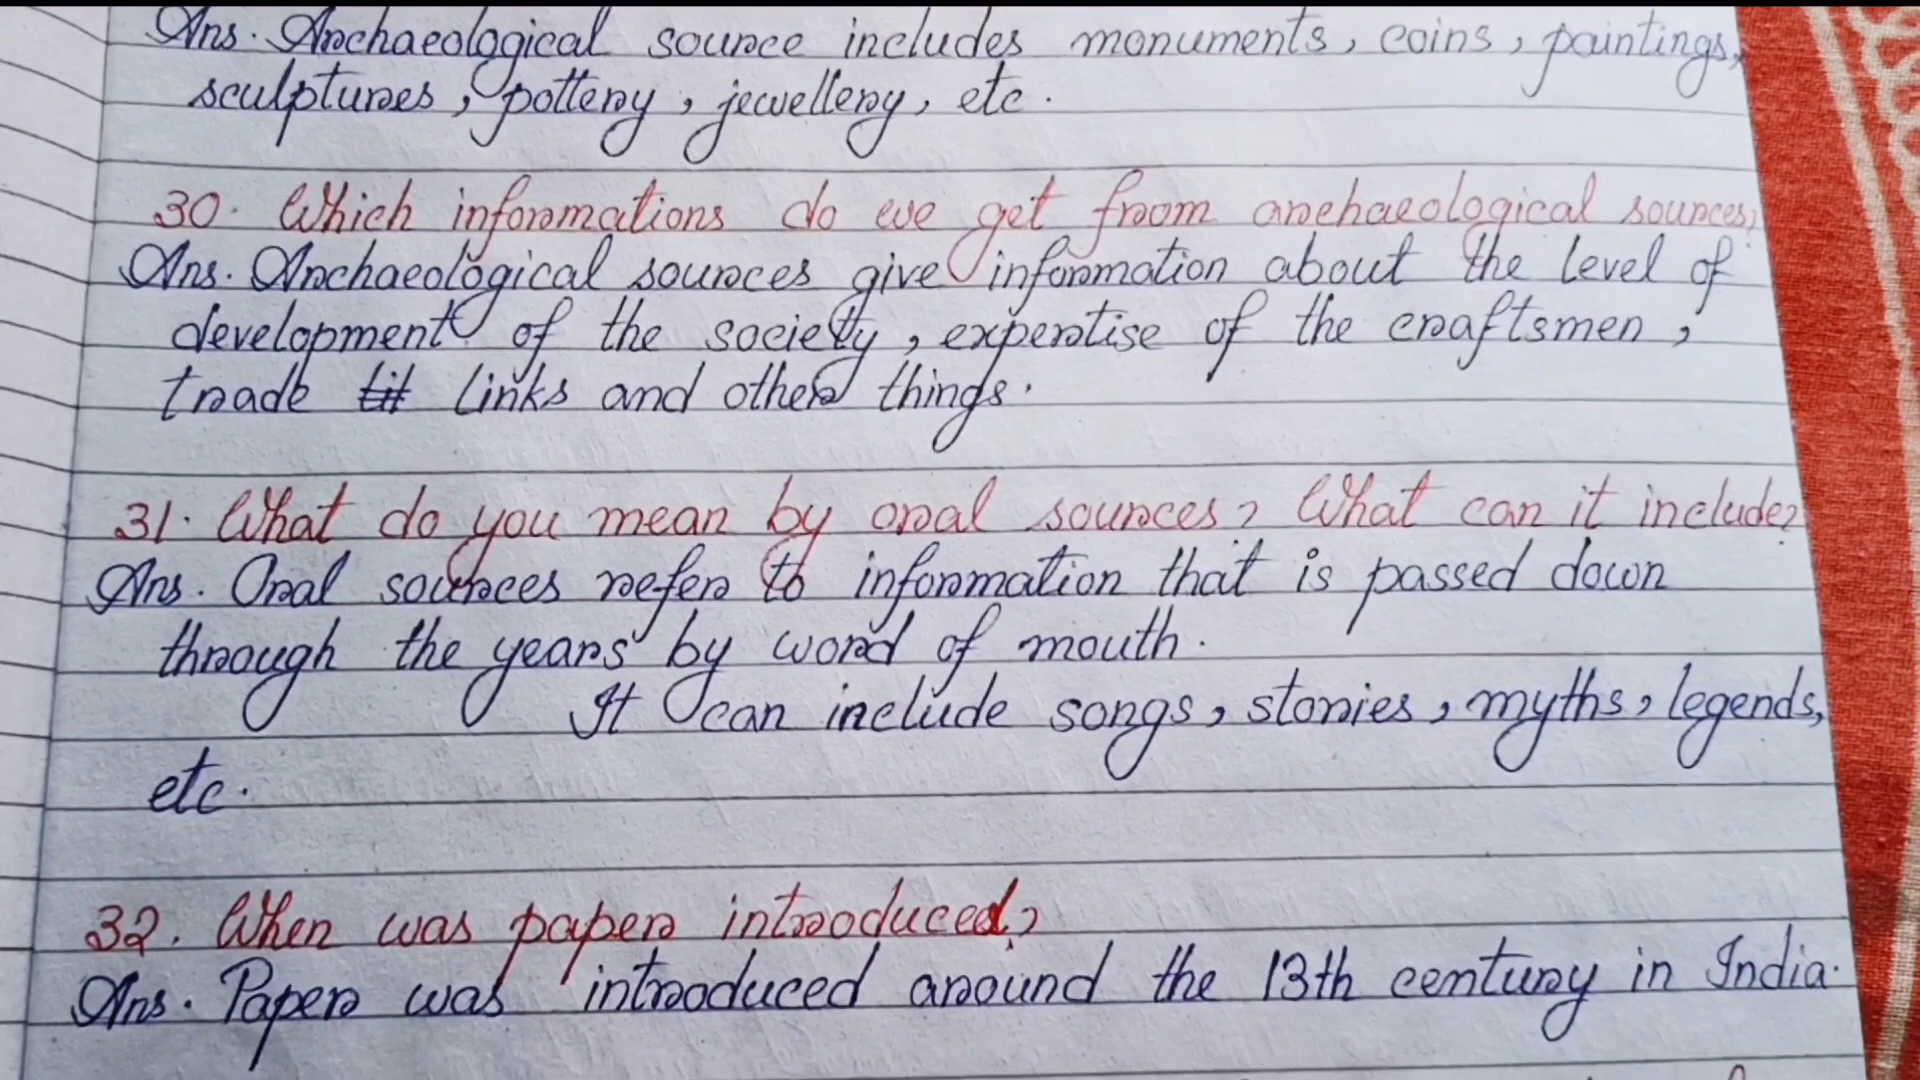 Ans. Archaeological source includes monuments, coins, paintings,
sculptures, pottery, jewellery, etc.
30. Which informations do we get from archaeological sources?
Ans. Archaeological sources give information about the level of
development of the society, expertise of the craftsmen,
trade links and other things.
31. What do you mean by oral sources? What can it include?
Ans. Oral sources refer to information that is passed down
through the years by word of mouth.
It can include songs, stories, myths, legends,
etc.
32. When was paper introduced?
Ans. Paper was introduced around the 13th century in India.